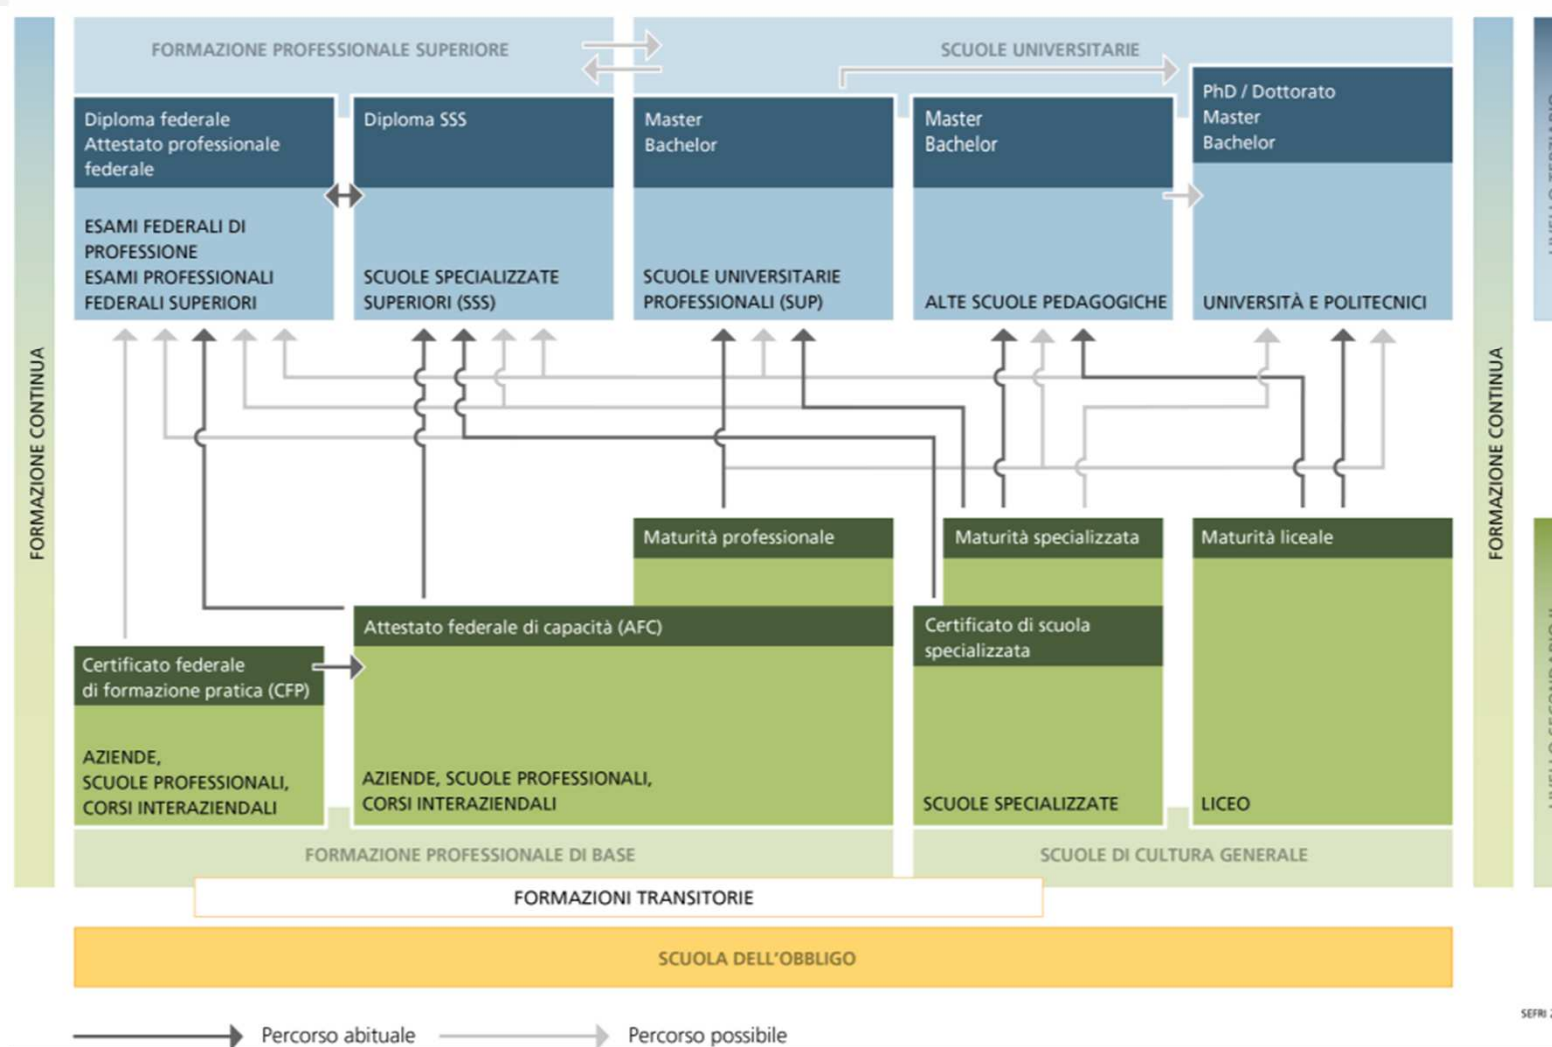 FORMAZIONE PROFESSIONALE SUPERIORE
SCUOLE UNIVERSITARIE
Diploma federale
Attestato professionale
federale
ESAMI FEDERALI DI
PROFESSIONE
ESAMI PROFESSIONALI
FEDERALI SUPERIORI
Diploma SSS
SCUOLE SPECIALIZZATE
SUPERIORI (SSS)
Master
Bachelor
SCUOLE UNIVERSITARIE
PROFESSIONALI (SUP)
Master
Bachelor
ALTE SCUOLE PEDAGOGICHE
PhD / Dottorato
Master
Bachelor
UNIVERSITÀ E POLITECNICI
FORMAZIONE CONTINUA
FORMAZIONE CONTINUA
Maturità professionale
Maturità specializzata
Maturità liceale
Attestato federale di capacità (AFC)
Certificato di scuola
specializzata
Certificato federale
di formazione pratica (CFP)
AZIENDE,
SCUOLE PROFESSIONALI,
CORSI INTERAZIENDALI
AZIENDE, SCUOLE PROFESSIONALI,
CORSI INTERAZIENDALI
SCUOLE SPECIALIZZATE
LICEO
FORMAZIONE PROFESSIONALE DI BASE
SCUOLE DI CULTURA GENERALE
FORMAZIONI TRANSITORIE
SCUOLA DELL'OBBLIGO
Percorso abituale
Percorso possibile
SEFRI